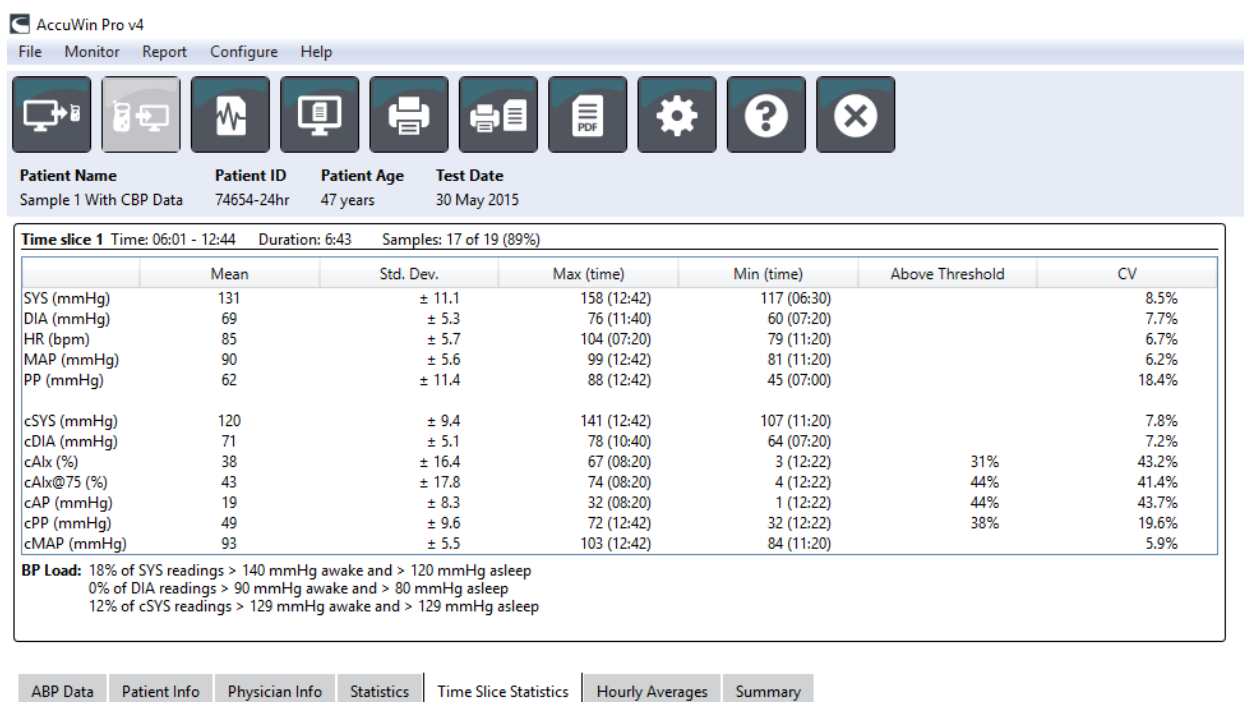 AccuWin Pro v4
File Monitor Report Configure Help
PDF
Patient Name Patient ID Patient Age Test Date
Sample 1 With CBP Data 74654-24hr 47 years 30 May 2015
Time slice 1 Time: 06:01 - 12:44 Duration: 6:43 Samples: 17 of 19 (89%)
Mean Std. Dev. Max (time) Min (time) Above Threshold CV
SYS (mmHg) 131 ± 11.1 158 (12:42) 117 (06:30) 8.5%
DIA (mmHg) 69 ± 5.3 76 (11:40) 60 (07:20) 7.7%
HR (bpm) 85 ± 5.7 104 (07:20) 79 (11:20) 6.7%
MAP (mmHg) 90 ± 5.6 99 (12:42) 81 (11:20) 6.2%
PP (mmHg) 62 ± 11.4 88 (12:42) 45 (07:00) 18.4%
cSYS (mmHg) 120 ± 9.4 141 (12:42) 107 (11:20) 7.8%
cDIA (mmHg) 71 ± 5.1 78 (10:40) 64 (07:20) 7.2%
cAIx (%) 38 ± 16.4 67 (08:20) 3 (12:22) 31% 43.2%
cAIx@75 (%) 43 ± 17.8 74 (08:20) 4 (12:22) 44% 41.4%
cAP (mmHg) 19 ± 8.3 32 (08:20) 1 (12:22) 44% 43.7%
cPP (mmHg) 49 ± 9.6 72 (12:42) 32 (12:22) 38% 19.6%
cMAP (mmHg) 93 ± 5.5 103 (12:42) 84 (11:20) 5.9%
BP Load: 18% of SYS readings > 140 mmHg awake and > 120 mmHg asleep
0% of DIA readings > 90 mmHg awake and > 80 mmHg asleep
12% of cSYS readings > 129 mmHg awake and > 129 mmHg asleep
ABP Data Patient Info Physician Info Statistics Time Slice Statistics Hourly Averages Summary